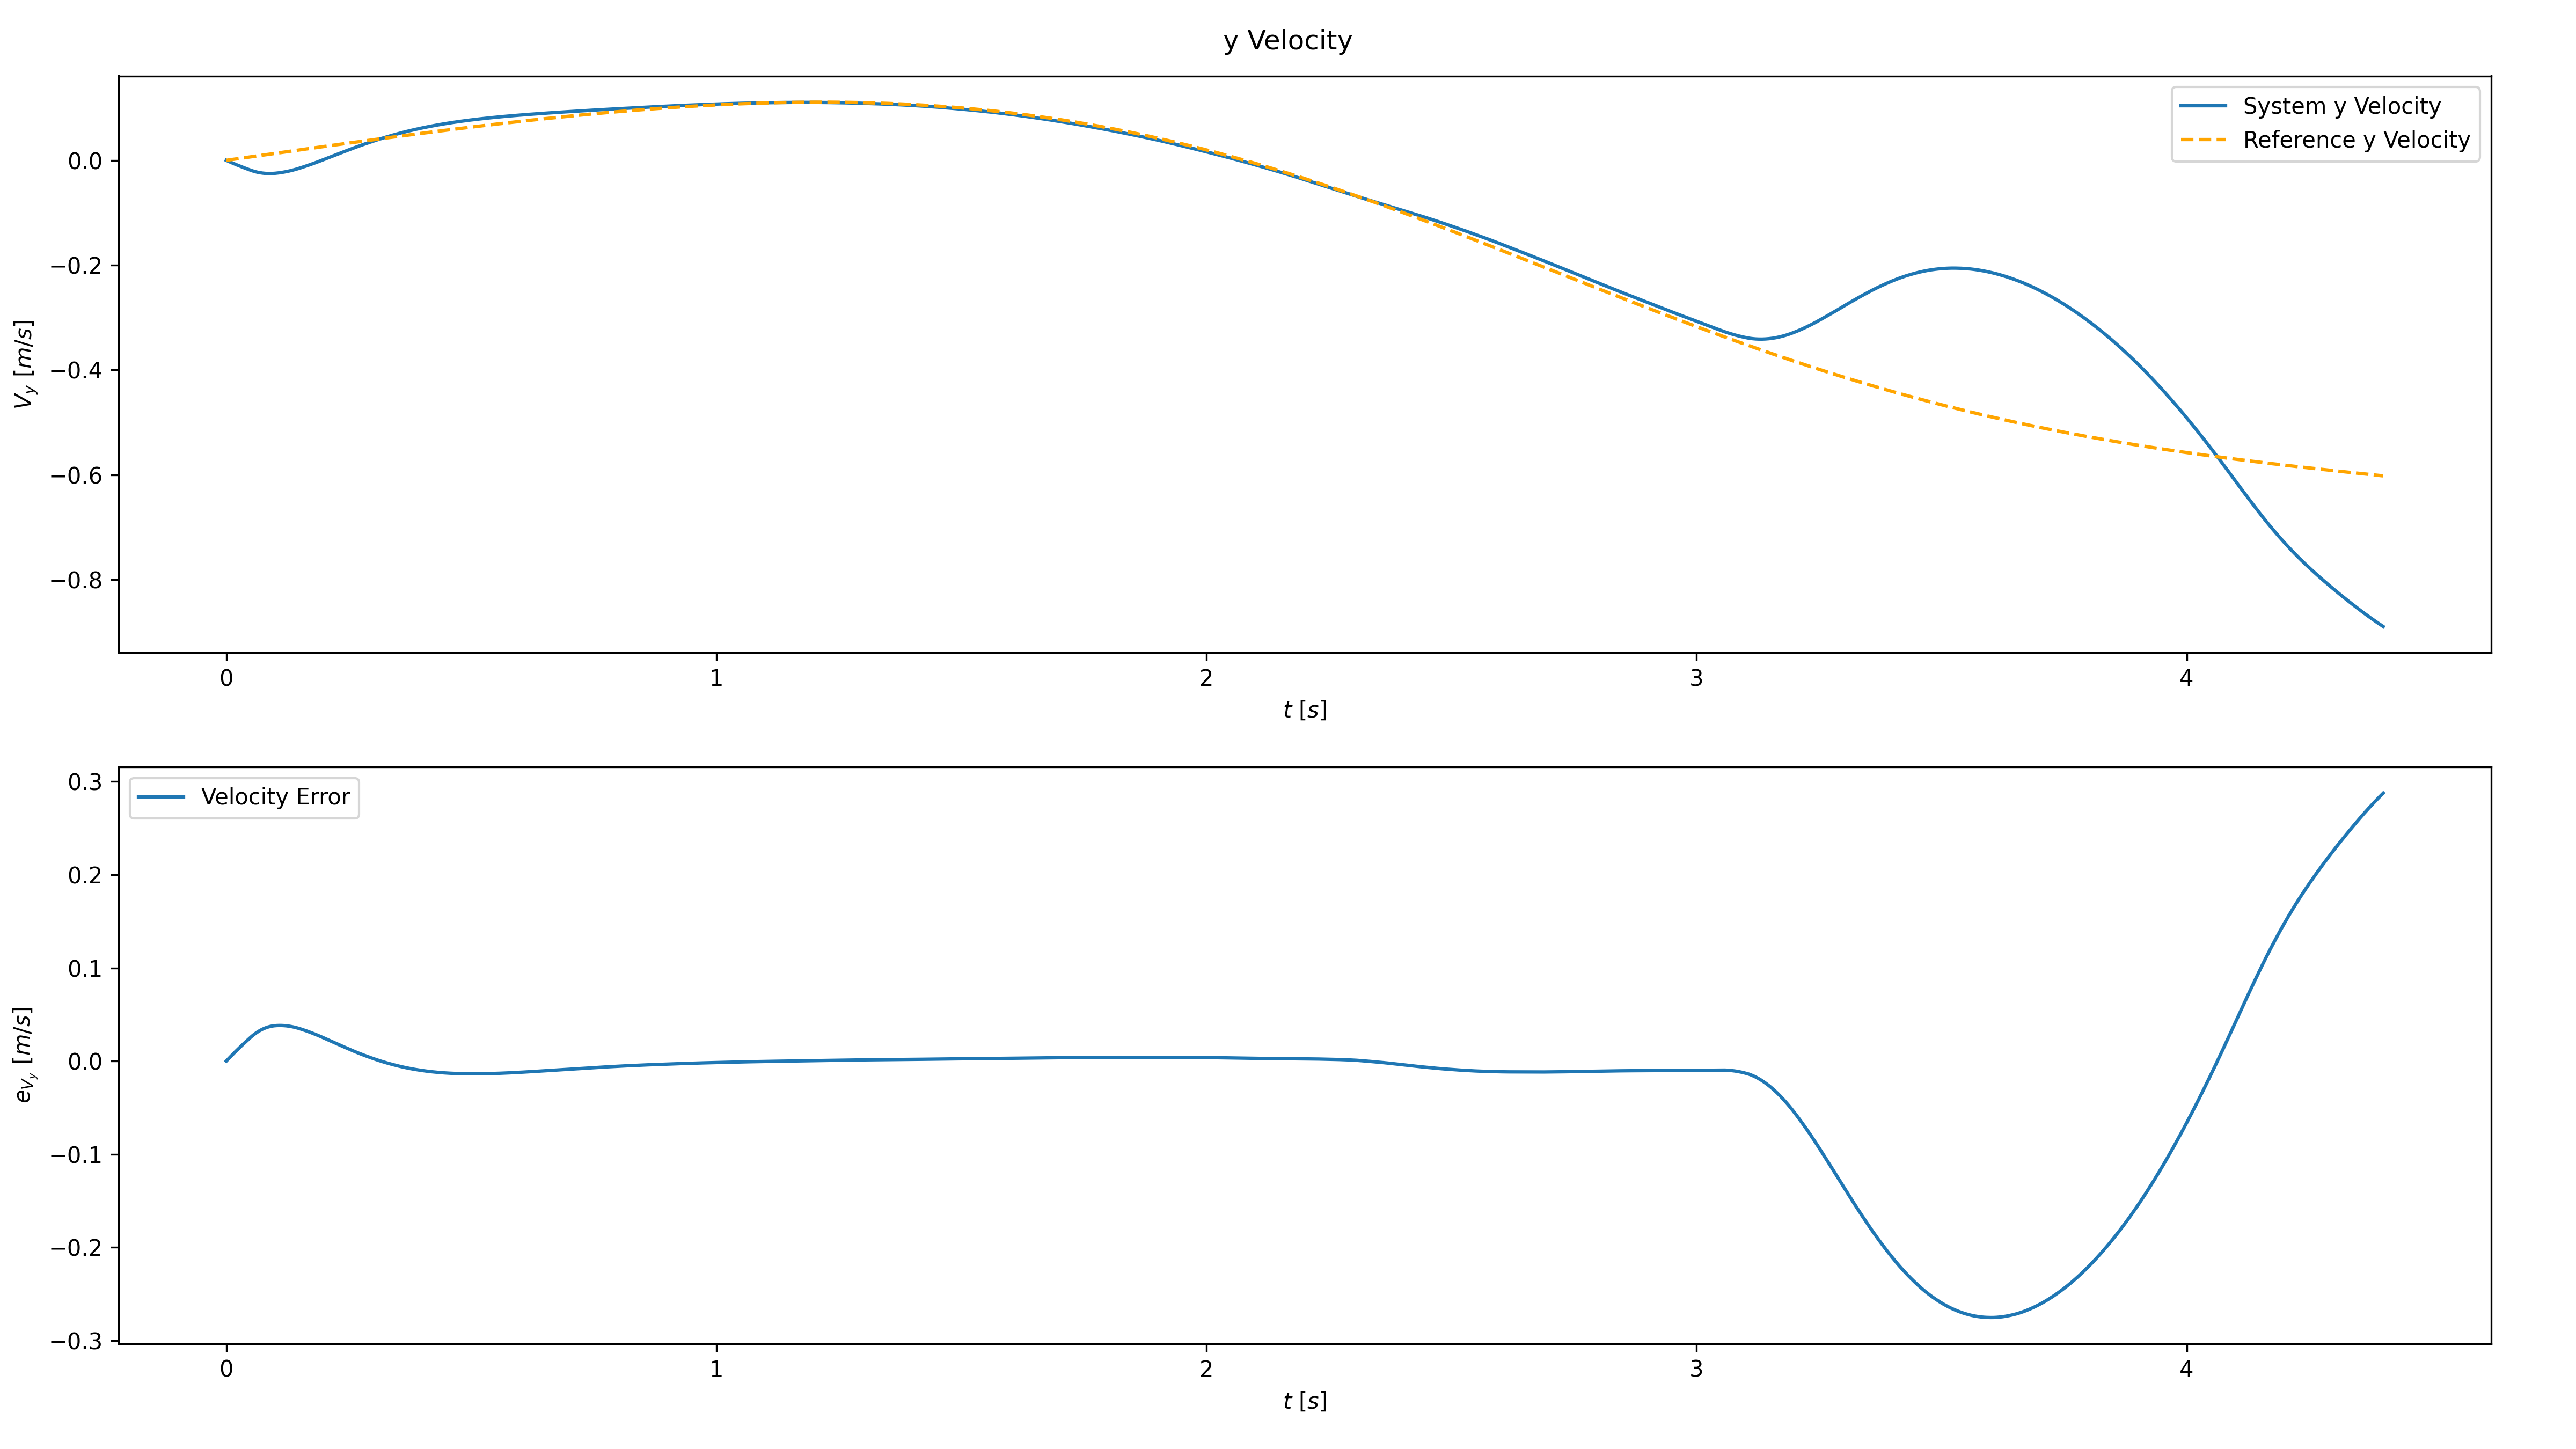 y Velocity
System y Velocity
Reference y Velocity
0.0
−0.2
−0.4
−0.6
−0.8
V_y [m/s]
0 1 2 3 4
t [s]
Velocity Error
0.3
0.2
0.1
0.0
−0.1
−0.2
−0.3
e_{V_y} [m/s]
0 1 2 3 4
t [s]